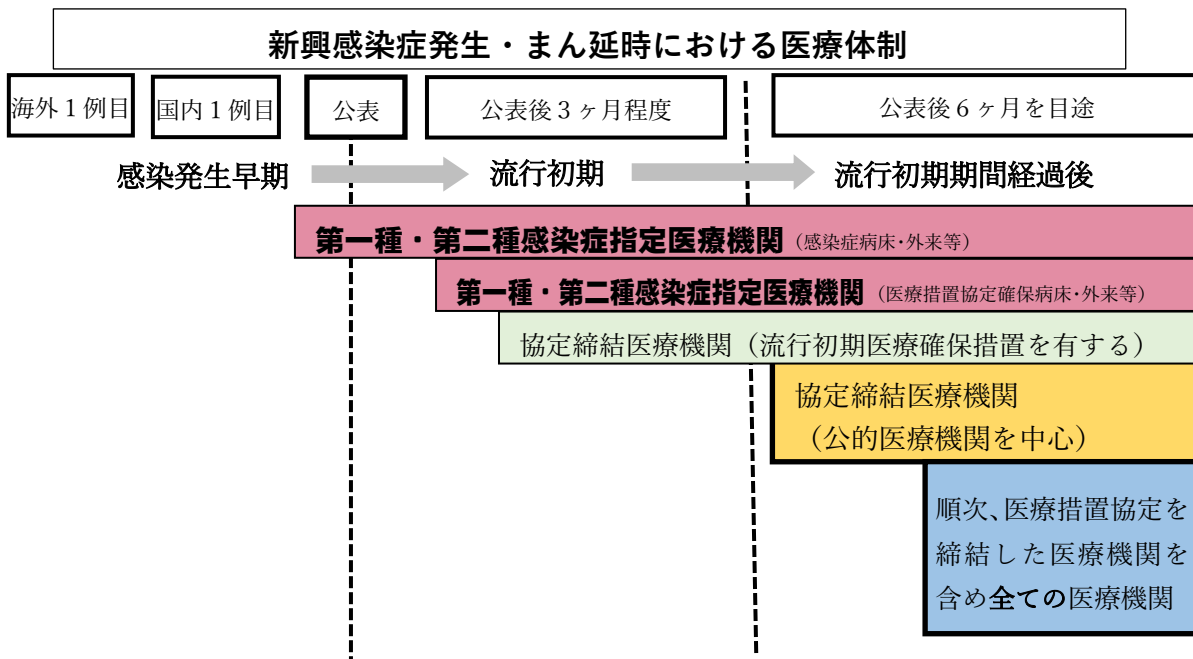 新興感染症発生・まん延時における医療体制
海外１例目
国内１例目
公表
公表後３ヶ月程度
公表後６ヶ月を目途
感染発生早期
流行初期
流行初期期間経過後
第一種・第二種感染症指定医療機関（感染症病床・外来等）
第一種・第二種感染症指定医療機関（医療措置協定確保病床・外来等）
協定締結医療機関（流行初期医療確保措置を有する）
協定締結医療機関
（公的医療機関を中心）
順次、医療措置協定を
締結した医療機関を
含め全ての医療機関